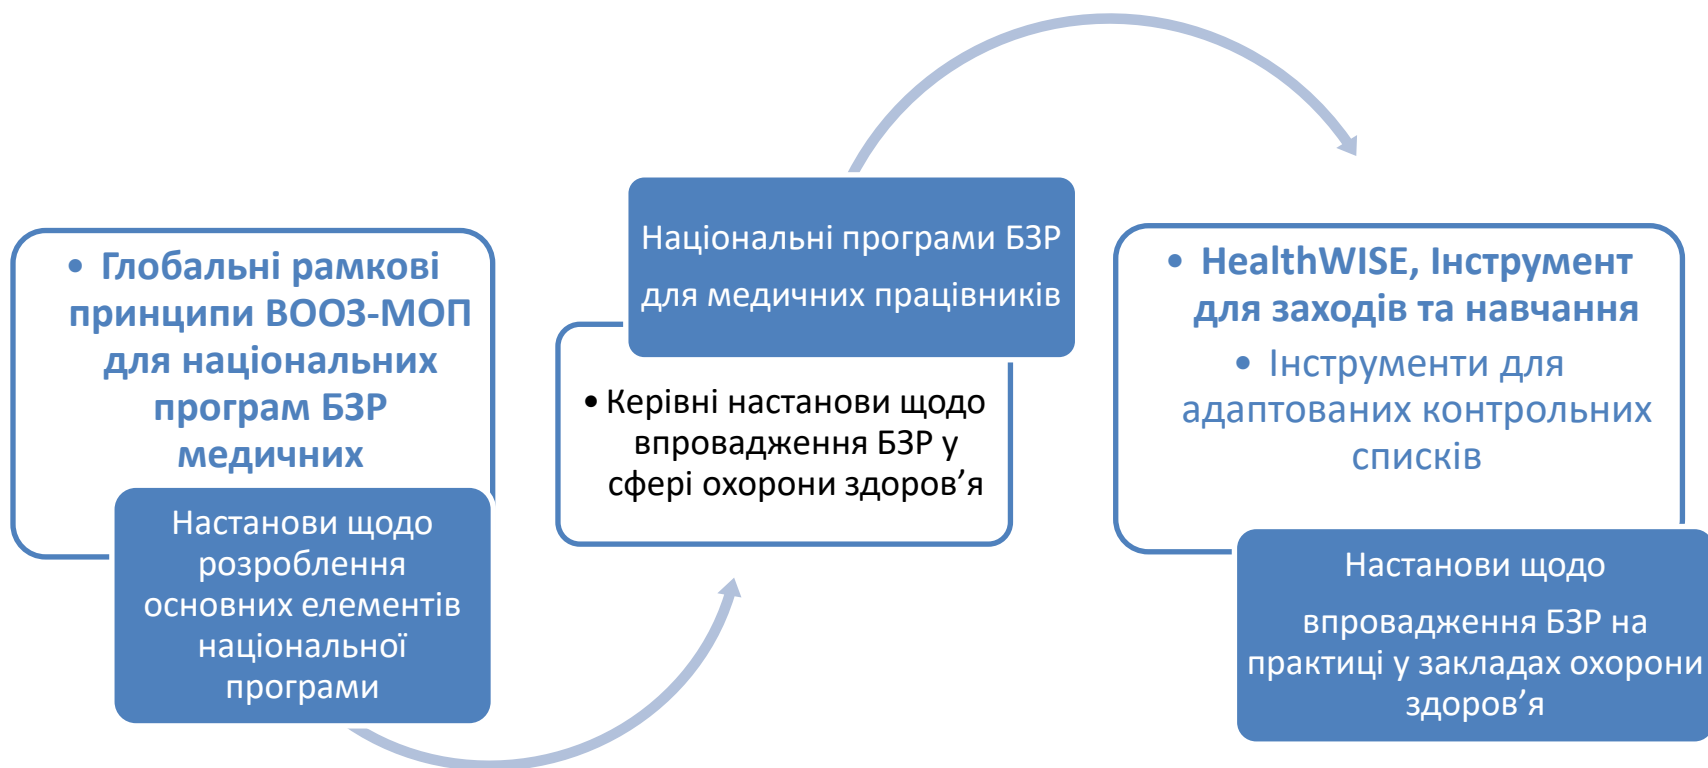 • Глобальні рамкові
принципи ВООЗ-МОП
для національних
програм БЗР
медичних
Настанови щодо
розроблення
основних елементів
національної
програми
Національні програми БЗР
для медичних працівників
• Керівні настанови щодо
впровадження БЗР у
сфері охорони здоров’я
• HealthWISE, Інструмент
для заходів та навчання
• Інструменти для
адаптованих контрольних
списків
Настанови щодо
впровадження БЗР на
практиці у закладах охорони
здоров’я